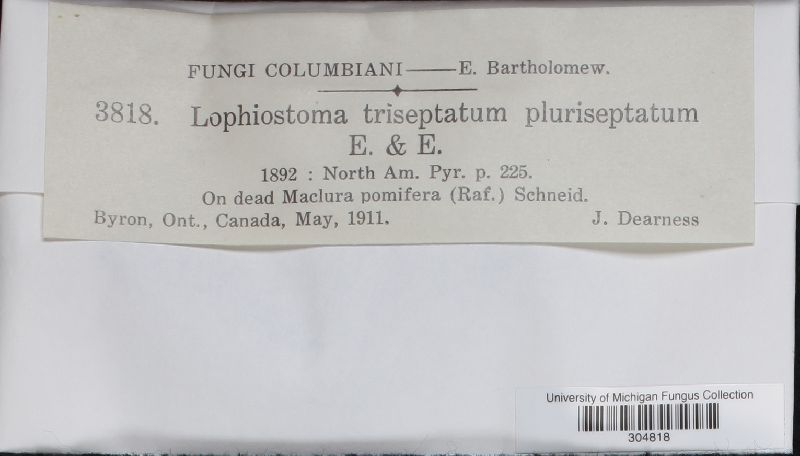 FUNGI COLUMBIANI——E. Bartholomew.
3818. Lophiostoma triseptatum pluriseptatum
E. & E.
1892 : North Am. Pyr. p. 225.
On dead Maclura pomifera (Raf.) Schneid.
Byron, Ont., Canada, May, 1911. J. Dearness
University of Michigan Fungus Collection
304818